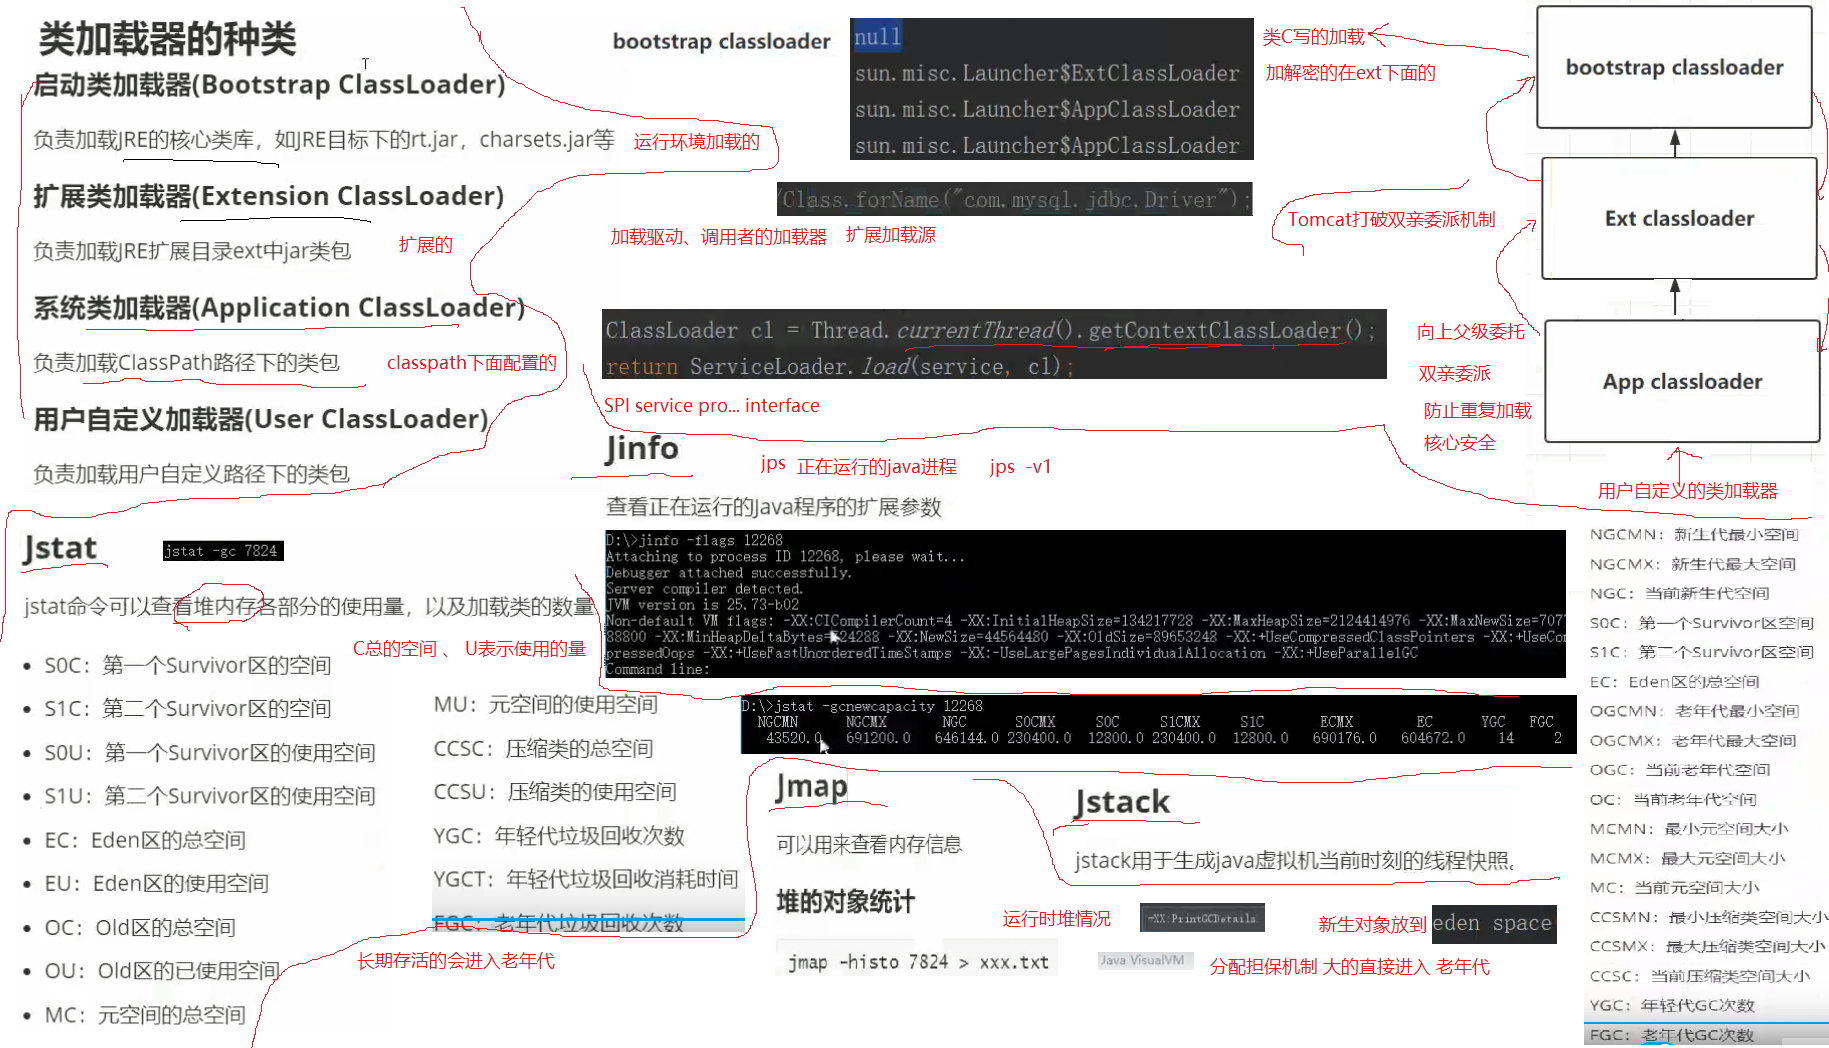 类加载器的种类
启动类加载器(Bootstrap ClassLoader)
负责加载JRE的核心类库，如JRE目标下的rt.jar，charsets.jar等
运行环境加载的
扩展类加载器(Extension ClassLoader)
负责加载JRE扩展目录ext中jar类包
扩展的
系统类加载器(Application ClassLoader)
负责加载ClassPath路径下的类包
classpath下面配置的
用户自定义加载器(User ClassLoader)
负责加载用户自定义路径下的类包
bootstrap classloader
null
sun.misc.Launcher$ExtClassLoader
sun.misc.Launcher$AppClassLoader
sun.misc.Launcher$AppClassLoader
类C写的加载
加解密的在ext下面的
Class.forName("com.mysql.jdbc.Driver");
加载驱动、调用者的加载器
扩展加载源
Tomcat打破双亲委派机制
ClassLoader cl = Thread.currentThread().getContextClassLoader();
return ServiceLoader.load(service, cl);
SPI service pro... interface
向上父级委托
双亲委派
防止重复加载
核心安全
bootstrap classloader
Ext classloader
App classloader
用户自定义的类加载器
Jinfo
jps 正在运行的java进程
jps -v1
查看正在运行的Java程序的扩展参数
D:\>jinfo -flags 12268
Attaching to process ID 12268, please wait...
Debugger attached successfully.
Server compiler detected.
JVM version is 25.73-b02
Non-default VM flags: -XX:CICompilerCount=4 -XX:InitialHeapSize=134217728 -XX:MaxHeapSize=2124414976 -XX:MaxNewSize=7077
88800 -XX:MinHeapDeltaBytes=524288 -XX:NewSize=44564480 -XX:OldSize=89653248 -XX:+UseCompressedClassPointers -XX:+UseCom
pressedOops -XX:+UseFastUnorderedTimeStamps -XX:-UseLargePagesIndividualAllocation -XX:+UseParallelGC
Command line:
Jstat
jstat -gc 7824
jstat命令可以查看堆内存各部分的使用量，以及加载类的数量
C总的空间 、 U表示使用的量
S0C：第一个Survivor区的空间
S1C：第二个Survivor区的空间
S0U：第一个Survivor区的使用空间
S1U：第二个Survivor区的使用空间
EC：Eden区的总空间
EU：Eden区的使用空间
OC：Old区的总空间
OU：Old区的已使用空间
MC：元空间的总空间
MU：元空间的使用空间
CCSC：压缩类的总空间
CCSU：压缩类的使用空间
YGC：年轻代垃圾回收次数
YGCT：年轻代垃圾回收消耗时间
FGC：老年代垃圾回收次数
长期存活的会进入老年代
D:\>jstat -gcnewcapacity 12268
NGCMN NGCMX NGC S0CMX S0C S1CMX S1C ECMX EC YGC FGC
43520.0 691200.0 646144.0 230400.0 12800.0 230400.0 12800.0 690176.0 604672.0 14 2
Jmap
可以用来查看内存信息
堆的对象统计
jmap -histo 7824 > xxx.txt
Jstack
jstack用于生成java虚拟机当前时刻的线程快照。
运行时堆情况
-XX:PrintGCDetails
新生对象放到
eden space
Java VisualVM
分配担保机制 大的直接进入 老年代
NGCMN：新生代最小空间
NGCMX：新生代最大空间
NGC：当前新生代空间
S0C：第一个Survivor区空间
S1C：第二个Survivor区空间
EC：Eden区的总空间
OGCMN：老年代最小空间
OGCMX：老年代最大空间
OGC：当前老年代空间
OC：当前老年代空间
MCMN：最小元空间大小
MCMX：最大元空间大小
MC：当前元空间大小
CCSMN：最小压缩类空间大小
CCSMX：最大压缩类空间大小
CCSC：当前压缩类空间大小
YGC：年轻代GC次数
FGC：老年代GC次数